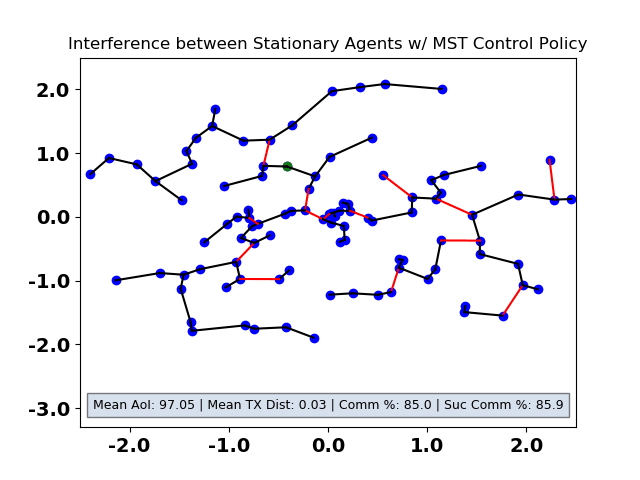 Interference between Stationary Agents w/ MST Control Policy
2.0
1.0
0.0
-1.0
-2.0
-3.0
Mean AoI: 97.05 | Mean TX Dist: 0.03 | Comm %: 85.0 | Suc Comm %: 85.9
-2.0 -1.0 0.0 1.0 2.0